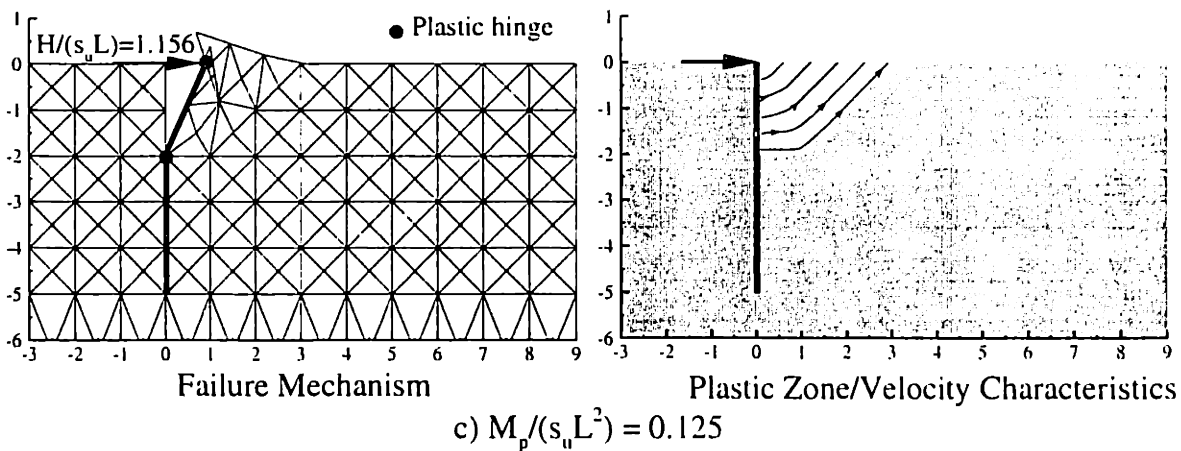 -1
H/(s_uL)=1.156
● Plastic hinge
0
-1
-2
-3
-4
-5
-6
-3 -2 -1 0 1 2 3 4 5 6 7 8 9
Failure Mechanism
1
0
-1
-2
-3
-4
-5
-6
-3 -2 -1 0 1 2 3 4 5 6 7 8 9
Plastic Zone/Velocity Characteristics
c) M_p/(s_uL²) = 0.125